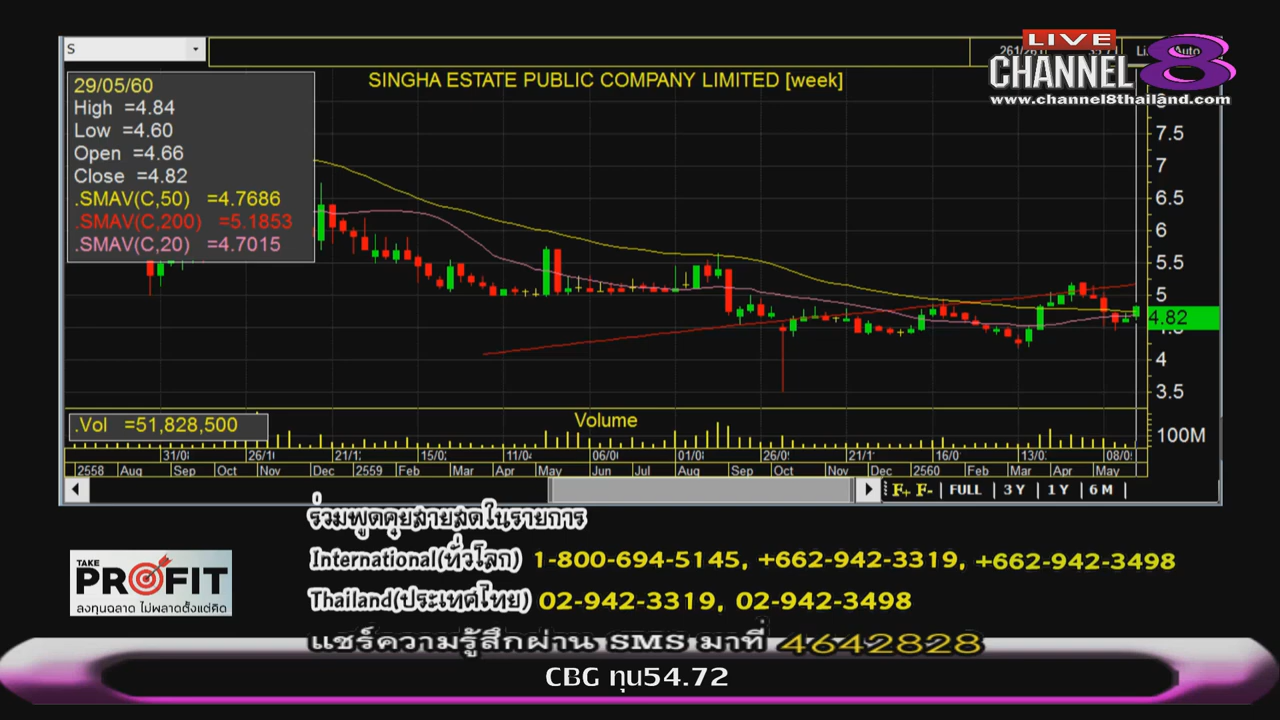 S
LIVE
CHANNEL 8
www.channel8thailand.com
Auto
SINGHA ESTATE PUBLIC COMPANY LIMITED [week]
29/05/60
High =4.84
Low =4.60
Open =4.66
Close =4.82
.SMAV(C,50) =4.7686
.SMAV(C,200) =5.1853
.SMAV(C,20) =4.7015
7.5
7
6.5
6
5.5
5
4.82
4
3.5
.Vol =51,828,500
Volume
100M
2558 Aug Sep Oct Nov Dec 2559 Feb Mar Apr May Jun Jul Aug Sep Oct Nov Dec 2560 Feb Mar Apr May
F+ F- FULL 3 Y 1 Y 6 M
ร่วมพูดคุยสายสดในรายการ
International(ทั่วโลก) 1-800-694-5145, +662-942-3319, +662-942-3498
TAKE
PROFIT
ลงทุนฉลาด ไม่พลาดตั้งแต่คิด
Thailand(ประเทศไทย) 02-942-3319, 02-942-3498
แชร์ความรู้สึกผ่าน SMS มาที่ 4642828
CBG ทุน54.72